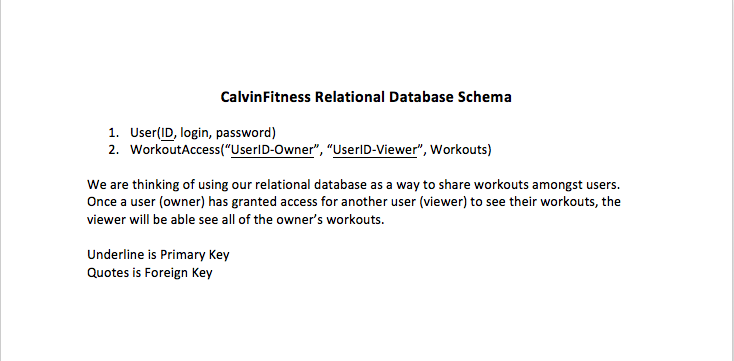 CalvinFitness Relational Database Schema
1. User(ID, login, password)
2. WorkoutAccess(“UserID-Owner”, “UserID-Viewer”, Workouts)
We are thinking of using our relational database as a way to share workouts amongst users.
Once a user (owner) has granted access for another user (viewer) to see their workouts, the
viewer will be able see all of the owner’s workouts.
Underline is Primary Key
Quotes is Foreign Key